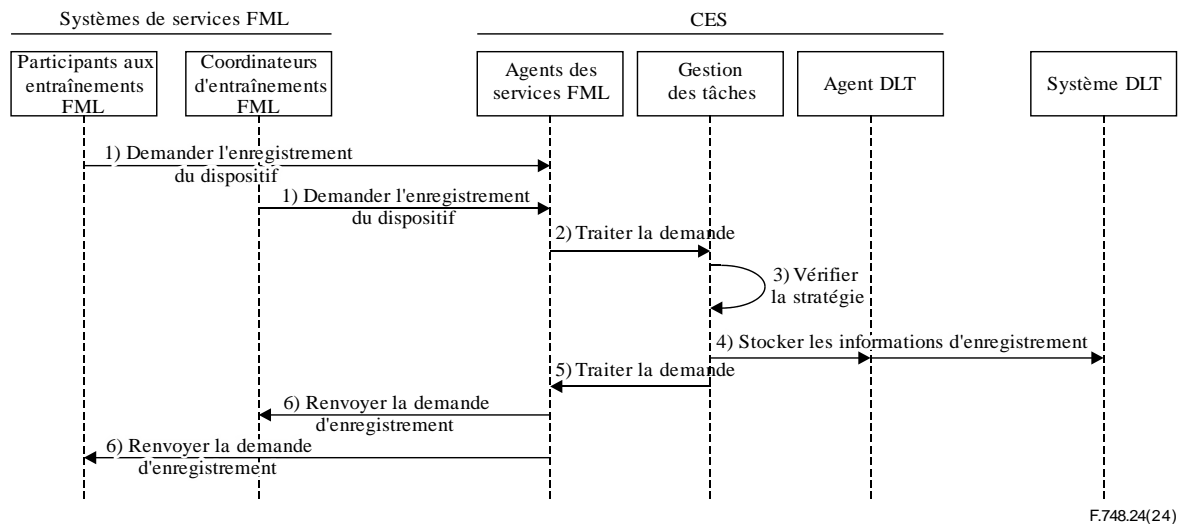 Systèmes de services FML
CES
Participants aux
entraînements
FML
Coordinateurs
d'entraînements
FML
Agents des
services FML
Gestion
des tâches
Agent DLT
Système DLT
1) Demander l'enregistrement
du dispositif
1) Demander l'enregistrement
du dispositif
2) Traiter la demande
3) Vérifier
la stratégie
4) Stocker les informations d'enregistrement
5) Traiter la demande
6) Renvoyer la demande
d'enregistrement
6) Renvoyer la demande
d'enregistrement
F.748.24(24)